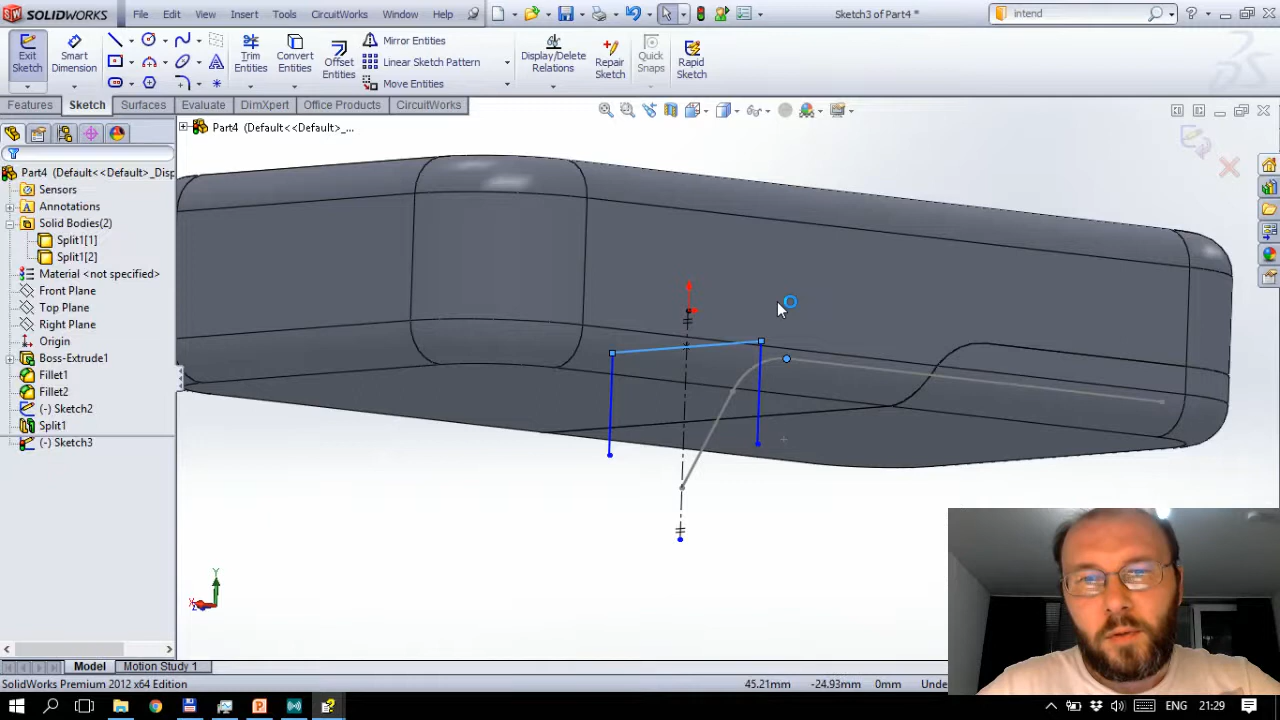 SOLIDWORKS File Edit View Insert Tools CircuitWorks Window Help Sketch3 of Part4 * intend
Exit Sketch
Smart Dimension
Trim Entities
Convert Entities
Offset Entities
Mirror Entities
Linear Sketch Pattern
Move Entities
Display/Delete Relations
Repair Sketch
Quick Snaps
Rapid Sketch
Features Sketch Surfaces Evaluate DimXpert Office Products CircuitWorks
Part4 (Default<<Default>_...
Part4 (Default<<Default>_Disp
Sensors
Annotations
Solid Bodies(2)
Split1[1]
Split1[2]
Material <not specified>
Front Plane
Top Plane
Right Plane
Origin
Boss-Extrude1
Fillet1
Fillet2
(-) Sketch2
Split1
(-) Sketch3
Y
X
Model Motion Study 1
SolidWorks Premium 2012 x64 Edition 45.21mm -24.93mm 0mm Unde
ENG 21:29